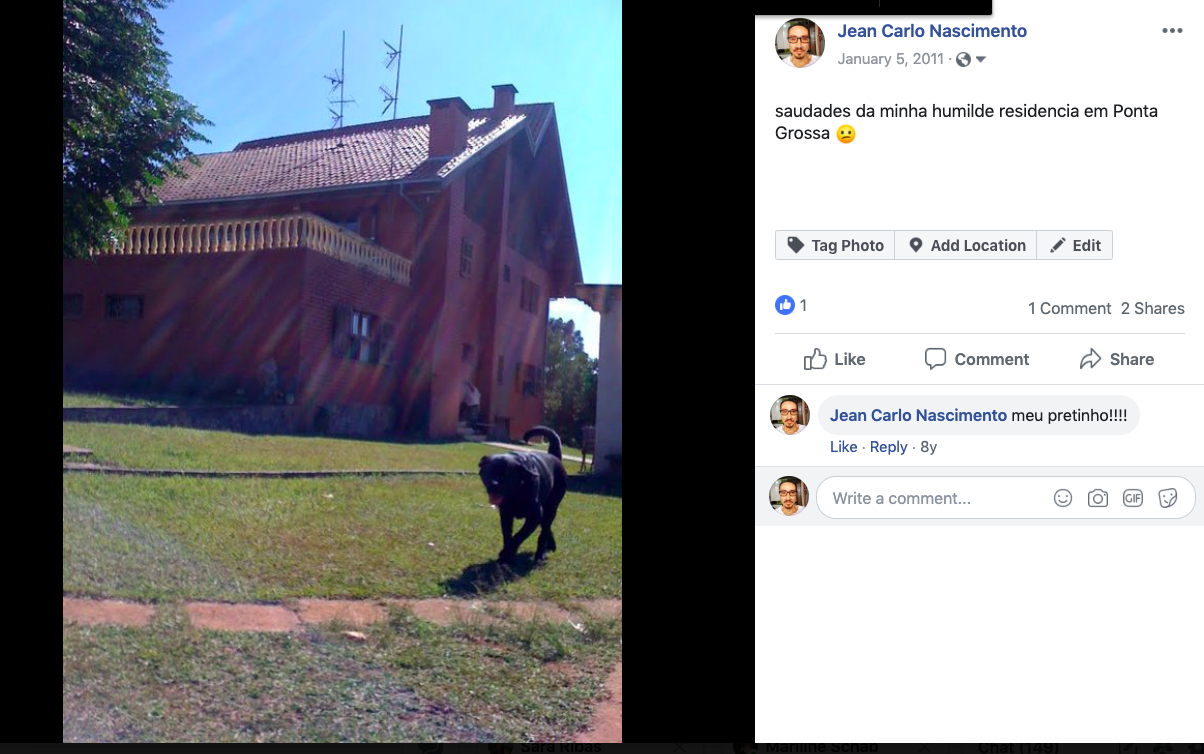 Jean Carlo Nascimento
January 5, 2011 ·
saudades da minha humilde residencia em Ponta
Grossa
Tag Photo Add Location Edit
1
1 Comment 2 Shares
Like Comment Share
Jean Carlo Nascimento meu pretinho!!!!
Like · Reply · 8y
Write a comment...
GIF
Sara Ribas
Chat (149)